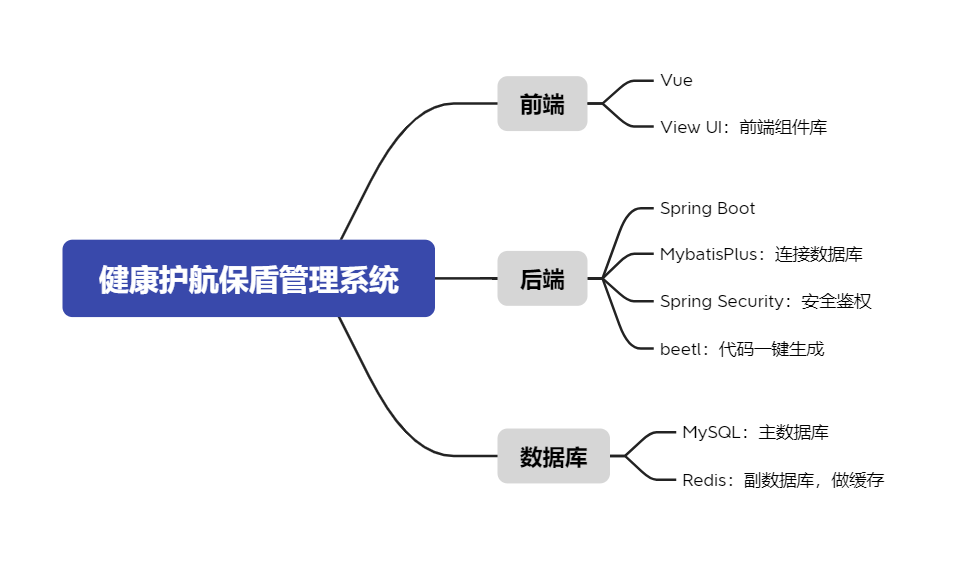 健康护航保盾管理系统
前端
Vue
View UI：前端组件库
后端
Spring Boot
MybatisPlus：连接数据库
Spring Security：安全鉴权
beetl：代码一键生成
数据库
MySQL：主数据库
Redis：副数据库，做缓存